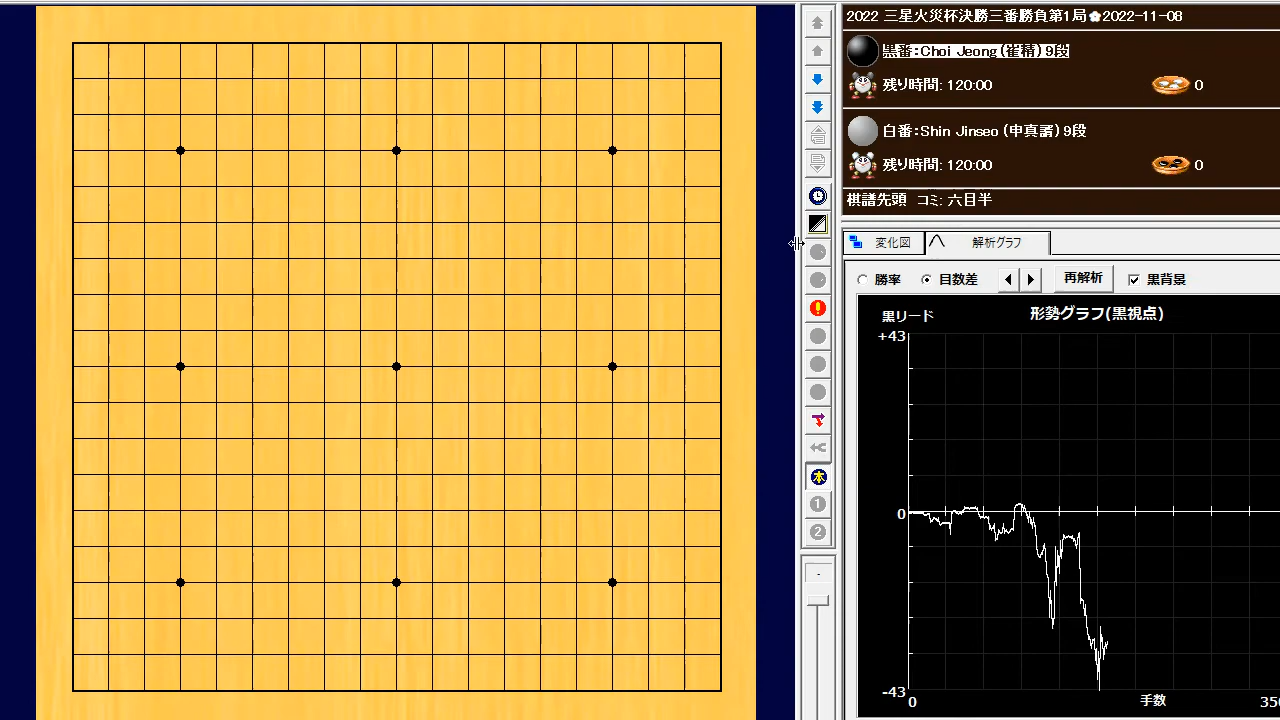 2022 三星火災杯決勝三番勝負第1局🌸2022-11-08
黒番:Choi Jeong(崔精)9段
残り時間: 120:00 0
白番:Shin Jinseo(申真諝)9段
残り時間: 120:00 0
棋譜先頭 コミ: 六目半
変化図 解析グラフ
勝率 目数差 再解析 黒背景
黒リード 形勢グラフ(黒視点)
+43
0
-43
0 手数 35
本
1
2
-